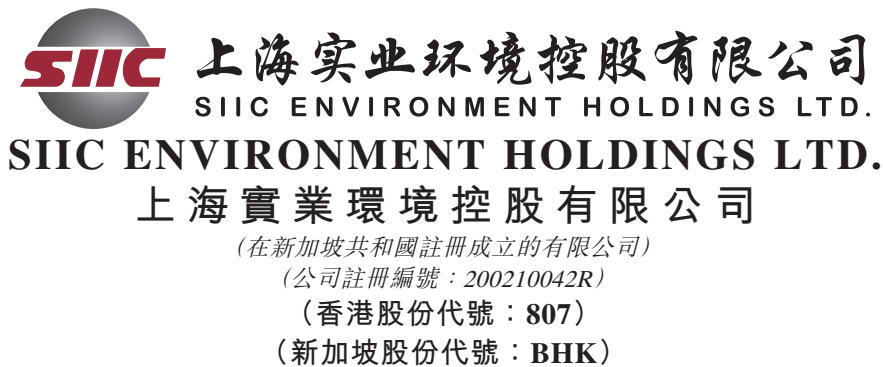 SIIC
上海实业环境控股有限公司
SIIC ENVIRONMENT HOLDINGS LTD.
SIIC ENVIRONMENT HOLDINGS LTD.
上海實業環境控股有限公司
(在新加坡共和國註冊成立的有限公司)
(公司註冊編號：200210042R)
（香港股份代號：807）
（新加坡股份代號：BHK）